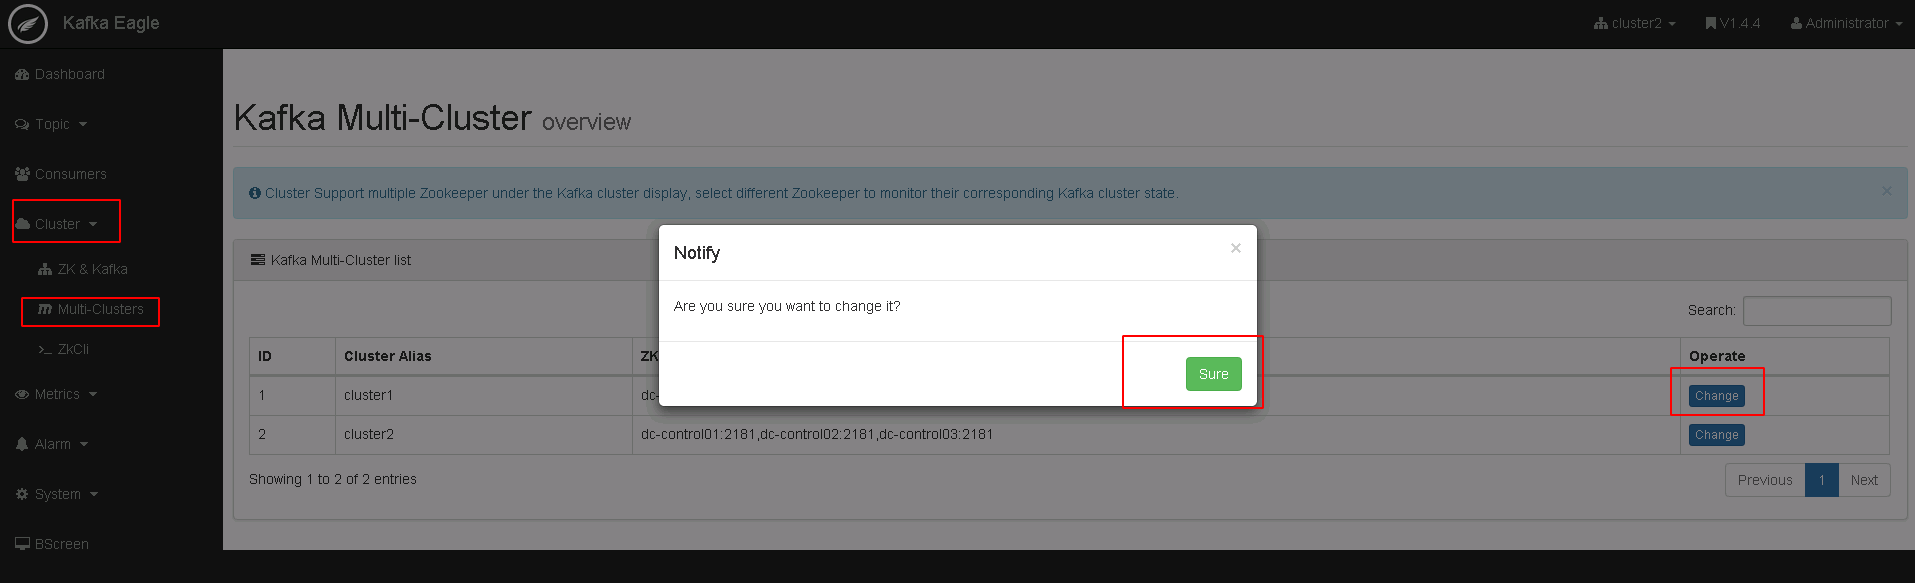 Kafka Eagle
cluster2
V1.4.4
Administrator
Dashboard
Topic
Consumers
Cluster
ZK & Kafka
Multi-Clusters
ZkCli
Metrics
Alarm
System
BScreen
Kafka Multi-Cluster overview
Cluster Support multiple Zookeeper under the Kafka cluster display, select different Zookeeper to monitor their corresponding Kafka cluster state.
×
Kafka Multi-Cluster list
Notify
×
Are you sure you want to change it?
Sure
Search:
ID Cluster Alias ZK Operate
1 cluster1 dc- Change
2 cluster2 dc-control01:2181,dc-control02:2181,dc-control03:2181 Change
Showing 1 to 2 of 2 entries
Previous 1 Next